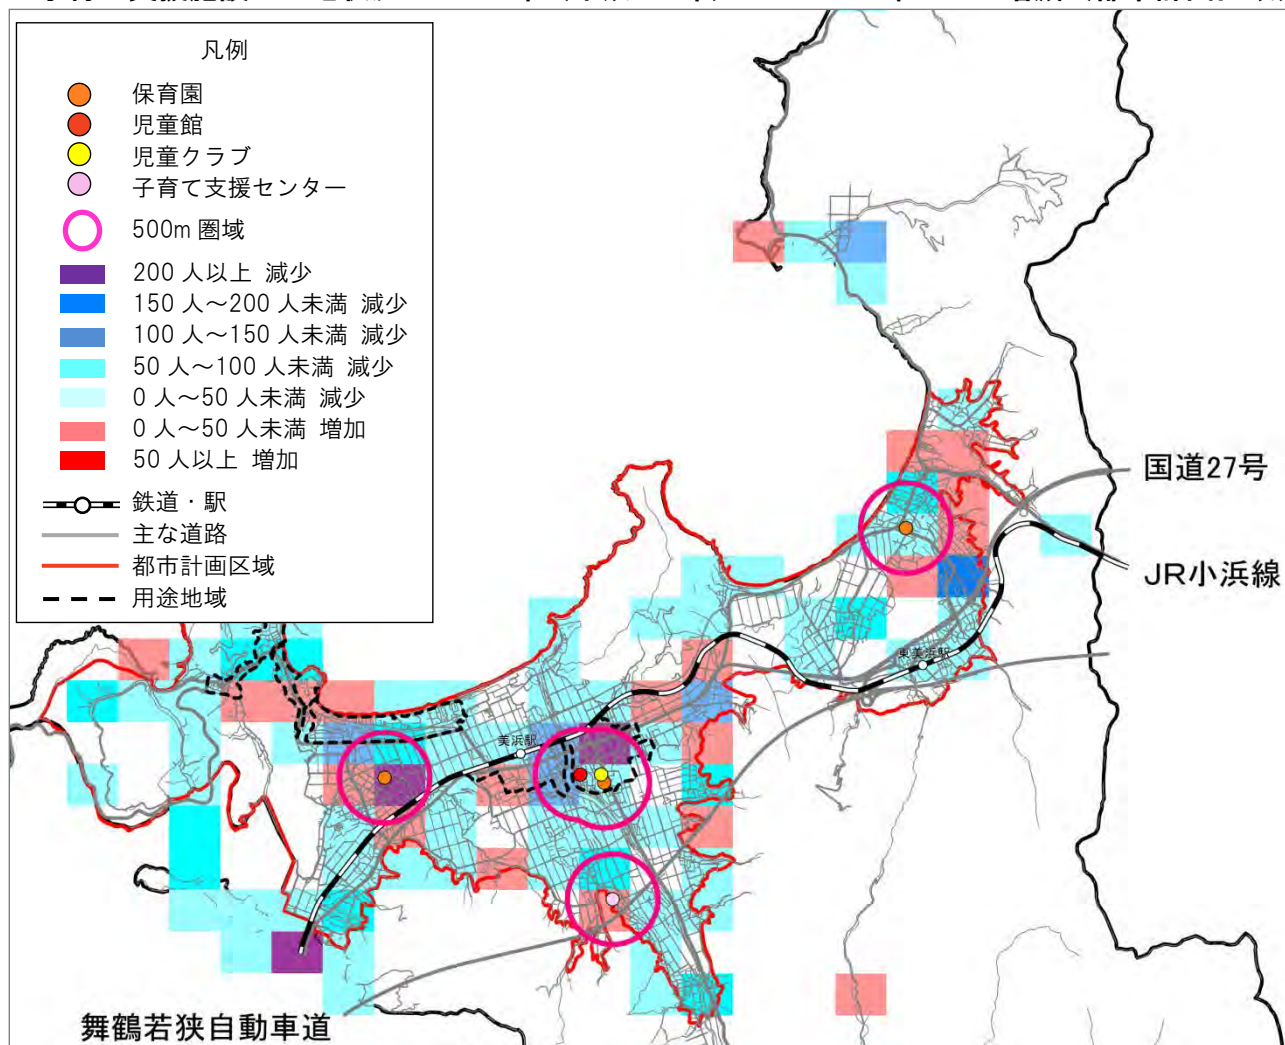 凡例
保育園
児童館
児童クラブ
子育て支援センター
500m 圏域
200 人以上 減少
150 人～200 人未満 減少
100 人～150 人未満 減少
50 人～100 人未満 減少
0 人～50 人未満 減少
0 人～50 人未満 増加
50 人以上 増加
鉄道・駅
主な道路
都市計画区域
用途地域
国道27号
JR小浜線
東美浜駅
美浜駅
舞鶴若狭自動車道